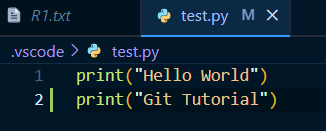 R1.txt test.py M X
.vscode > test.py
1 print("Hello World")
2 print("Git Tutorial")